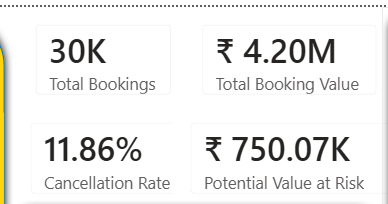 30K
Total Bookings
₹ 4.20M
Total Booking Value
11.86%
Cancellation Rate
₹ 750.07K
Potential Value at Risk